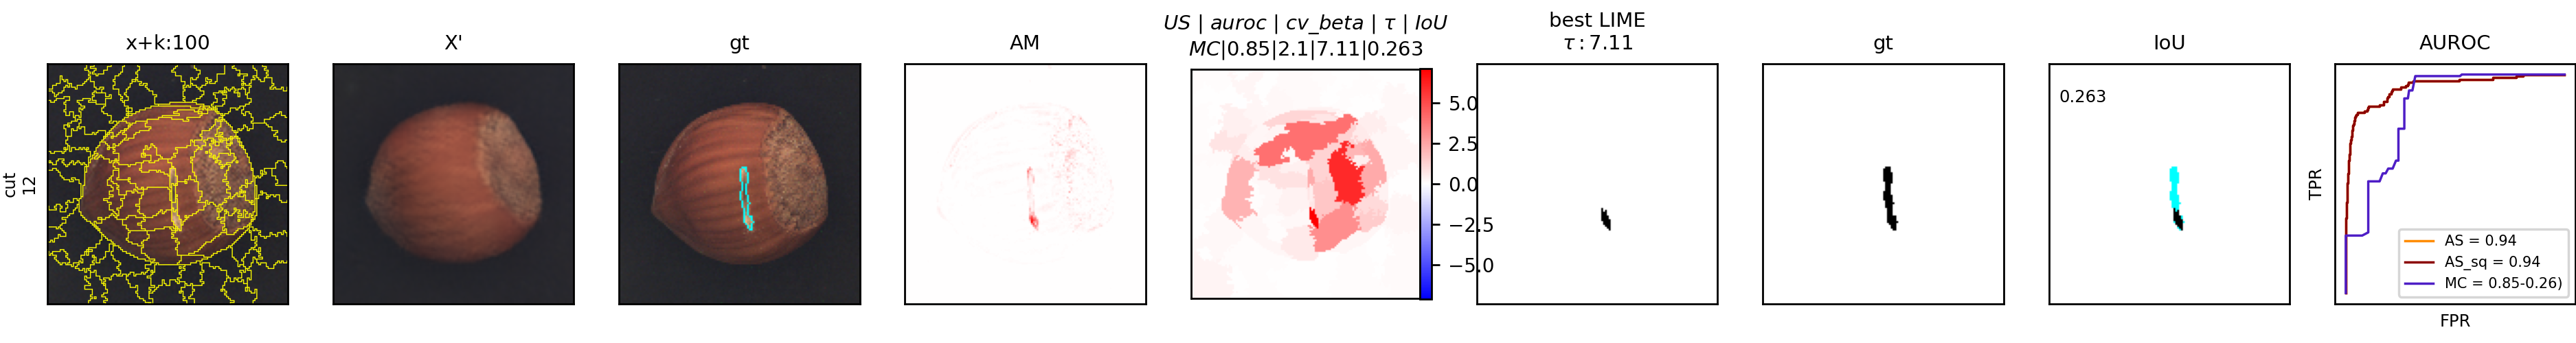 x+k:100
cut
12
X'
gt
AM
US | auroc | cv_beta | τ | IoU
MC|0.85|2.1|7.11|0.263
5.0
2.5
0.0
−2.5
−5.0
best LIME
τ : 7.11
gt
IoU
0.263
AUROC
TPR
AS = 0.94
AS_sq = 0.94
MC = 0.85-0.26)
FPR